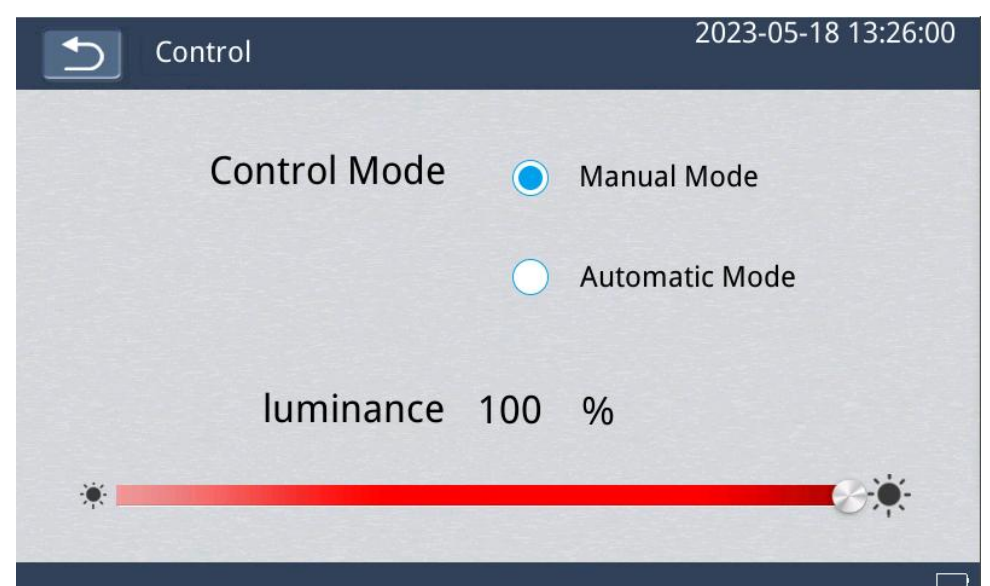 Control
2023-05-18 13:26:00
Control Mode
Manual Mode
Automatic Mode
luminance 100 %